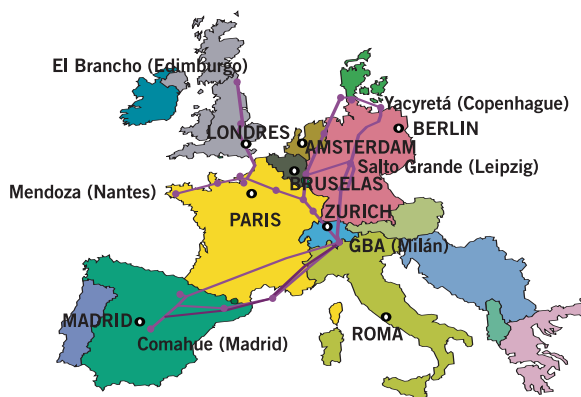 El Brancho (Edimburgo)
Yacyretá (Copenhague)
LONDRES
BERLIN
AMSTERDAM
Salto Grande (Leipzig)
BRUSELAS
Mendoza (Nantes)
PARIS
ZURICH
GBA (Milán)
MADRID
Comahue (Madrid)
ROMA